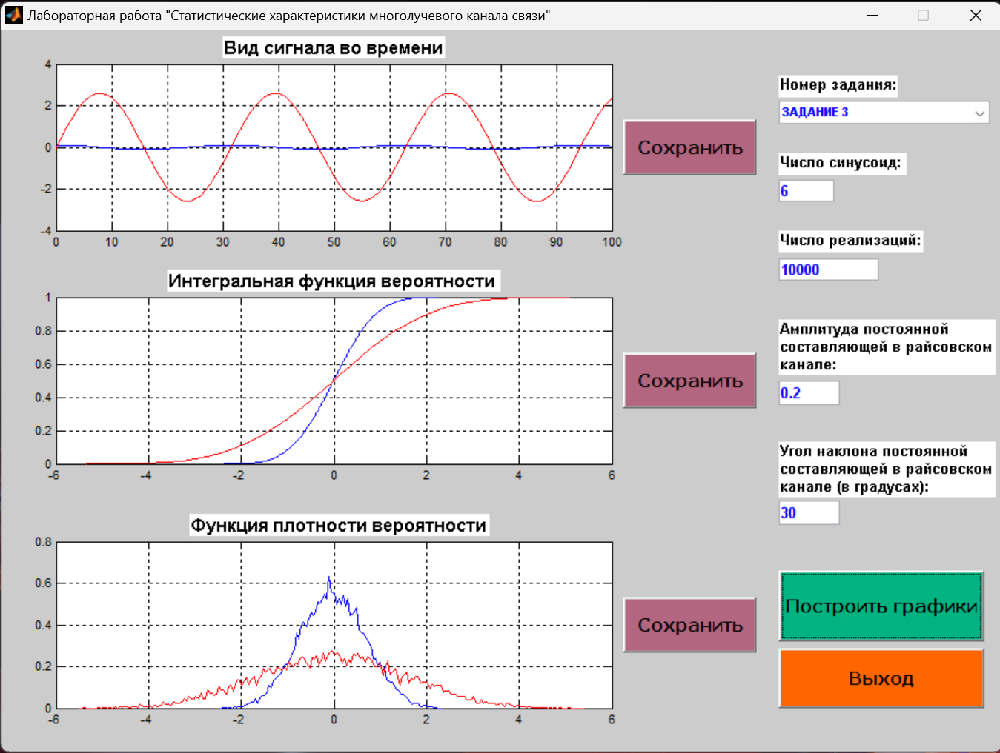 Лабораторная работа "Статистические характеристики многолучевого канала связи"
Вид сигнала во времени
4
2
0
-2
-4
0 10 20 30 40 50 60 70 80 90 100
Сохранить
Интегральная функция вероятности
1
0.8
0.6
0.4
0.2
0
-6 -4 -2 0 2 4 6
Сохранить
Функция плотности вероятности
0.8
0.6
0.4
0.2
0
-6 -4 -2 0 2 4 6
Сохранить
Номер задания:
ЗАДАНИЕ 3
Число синусоид:
6
Число реализаций:
10000
Амплитуда постоянной
составляющей в райсовском
канале:
0.2
Угол наклона постоянной
составляющей в райсовском
канале (в градусах):
30
Построить графики
Выход